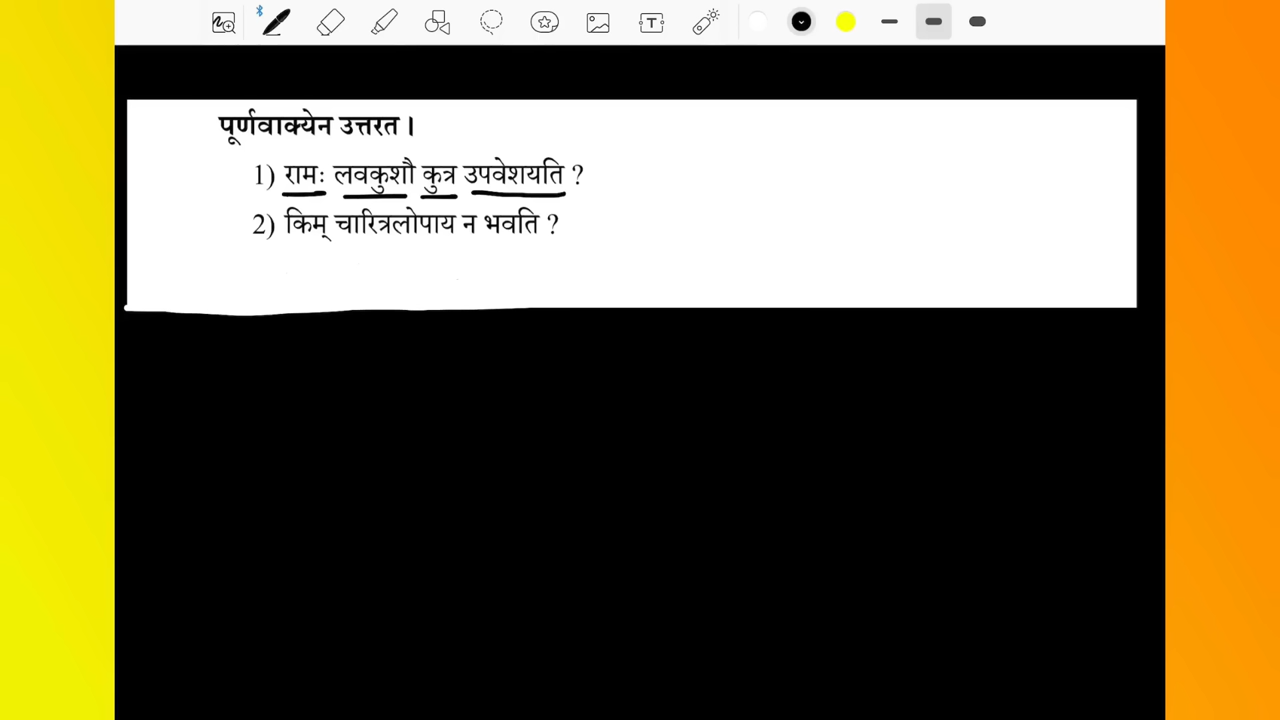 पूर्णवाक्येन उत्तरत ।
1) रामः लवकुशौ कुत्र उपवेशयति ?
2) किम् चारित्रलोपाय न भवति ?